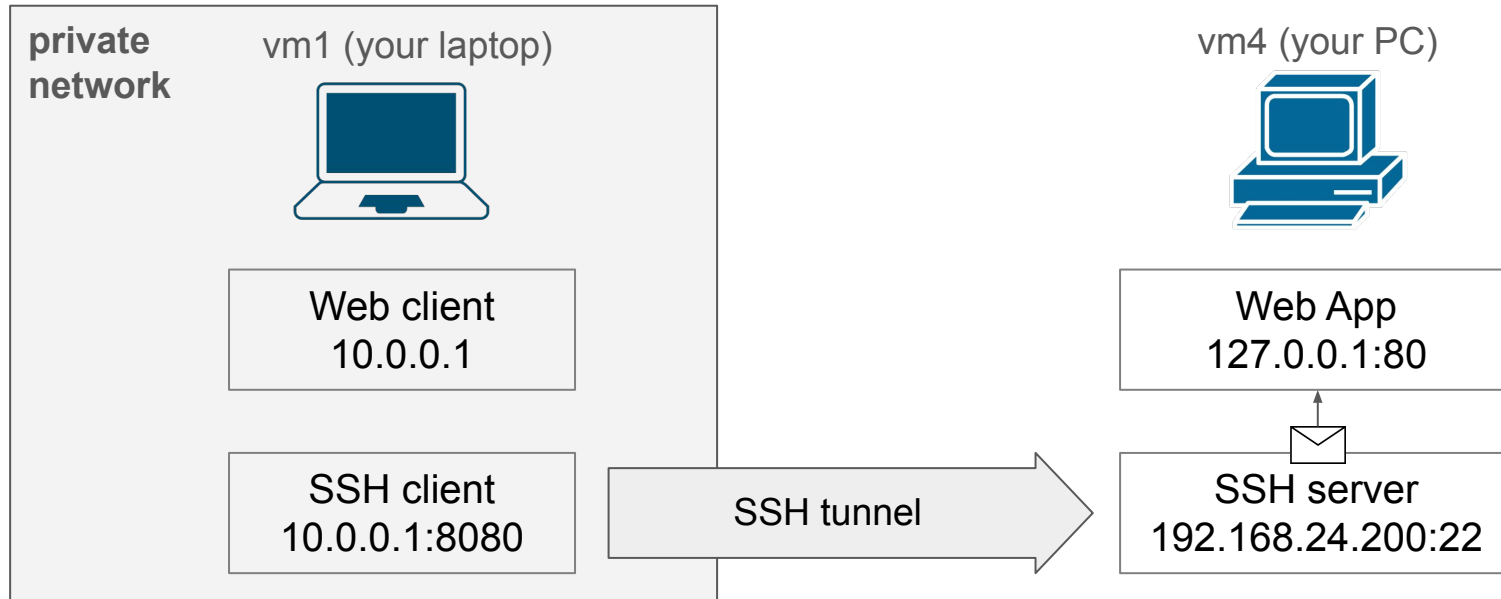 private
network
vm1 (your laptop)
vm4 (your PC)
Web client
10.0.0.1
Web App
127.0.0.1:80
SSH client
10.0.0.1:8080
SSH tunnel
SSH server
192.168.24.200:22